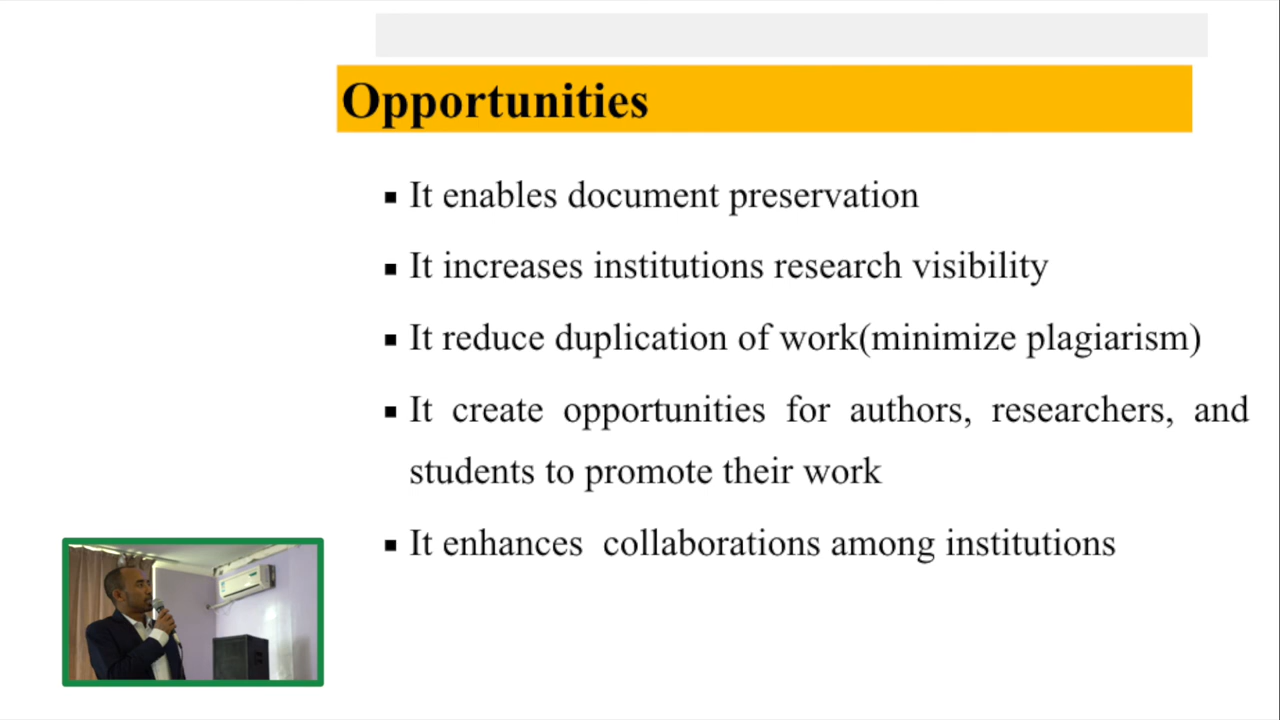 Opportunities
▪ It enables document preservation
▪ It increases institutions research visibility
▪ It reduce duplication of work(minimize plagiarism)
▪ It create opportunities for authors, researchers, and
students to promote their work
▪ It enhances collaborations among institutions